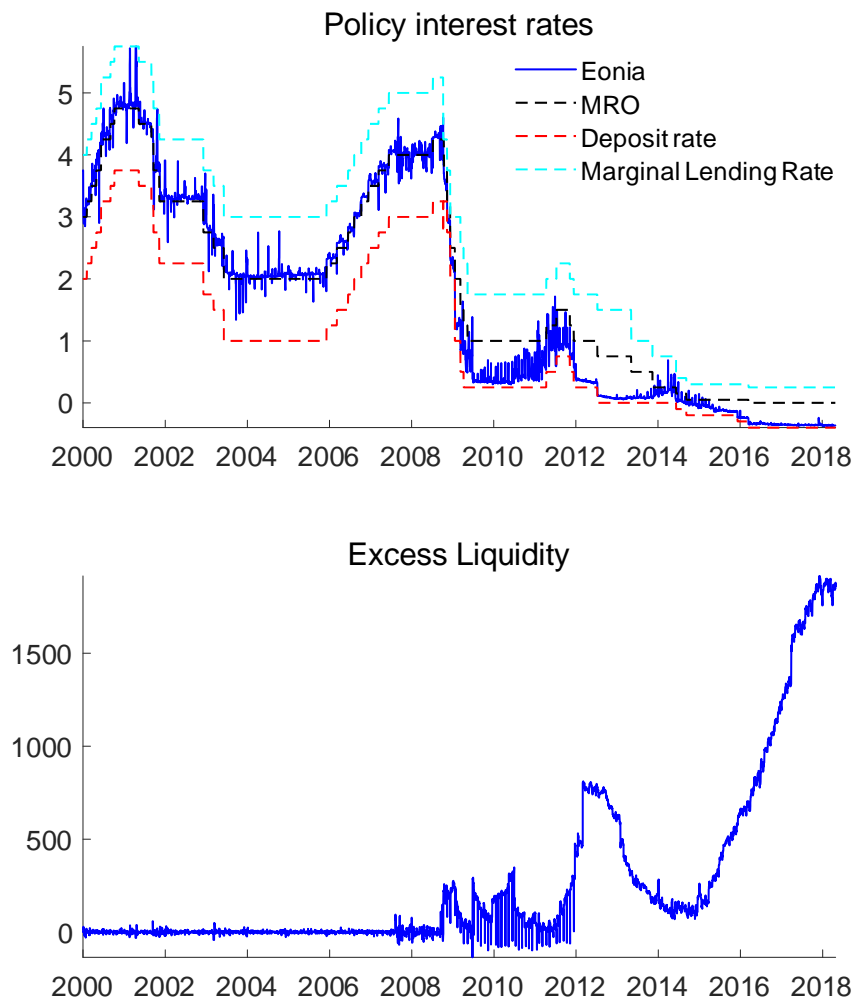 Policy interest rates
Eonia
MRO
Deposit rate
Marginal Lending Rate
5
4
3
2
1
0
2000 2002 2004 2006 2008 2010 2012 2014 2016 2018
Excess Liquidity
1500
1000
500
0
2000 2002 2004 2006 2008 2010 2012 2014 2016 2018